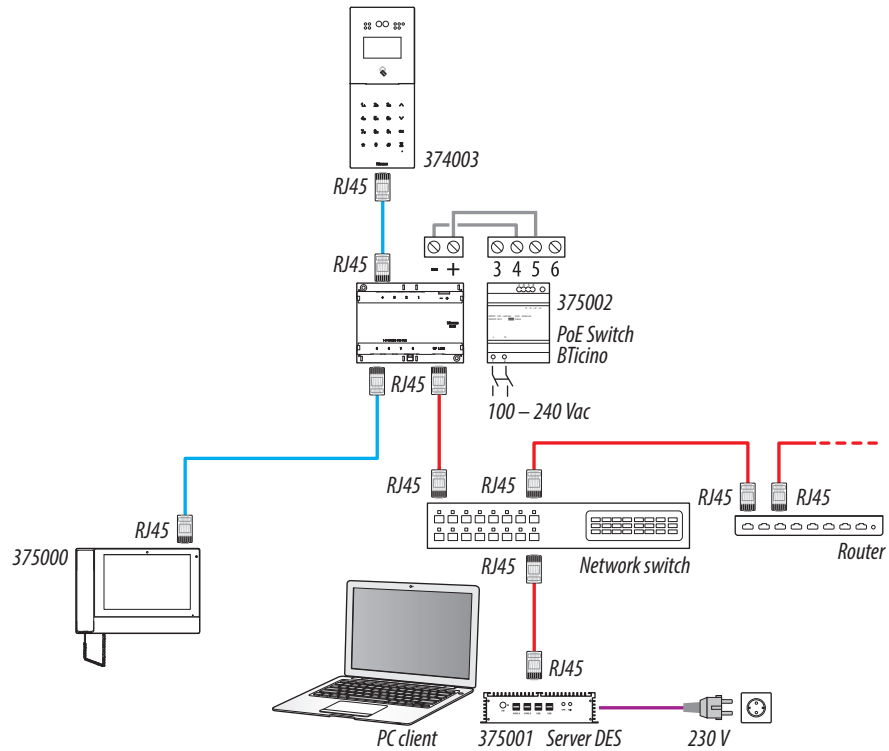 374003
RJ45
RJ45
- +
3 4 5 6
375002
PoE Switch
BTicino
RJ45
100 – 240 Vac
RJ45
RJ45
RJ45
RJ45
RJ45
375000
Router
RJ45
Network switch
RJ45
PC client
375001
Server DES
230 V